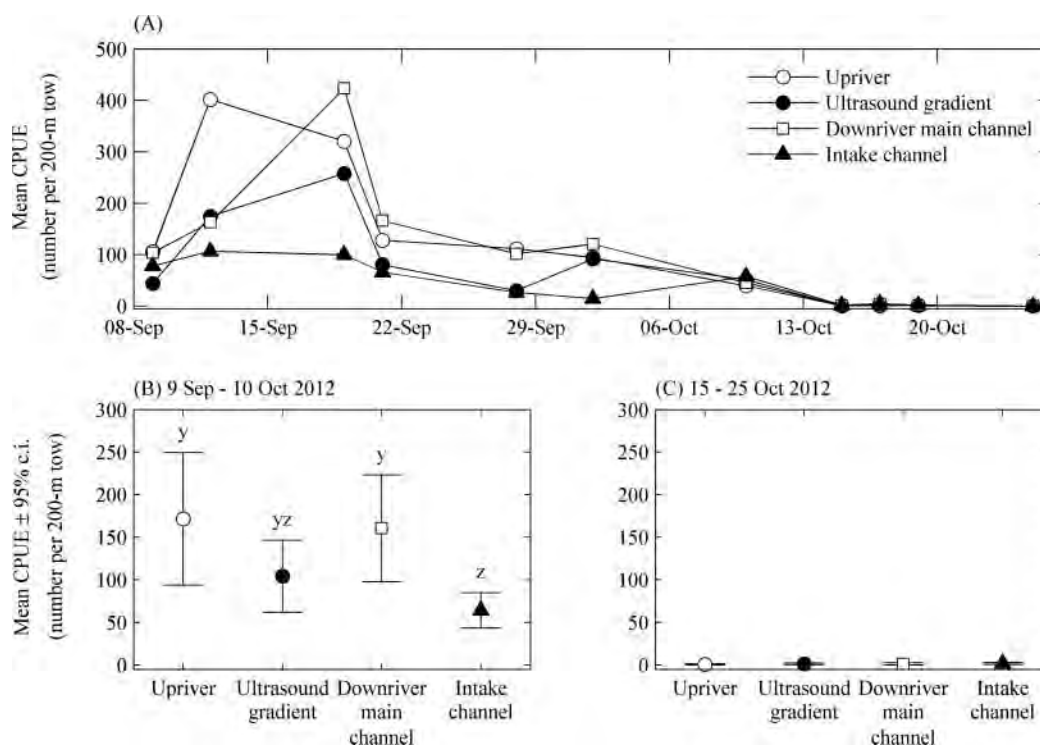 (A)
Mean CPUE
(number per 200-m tow)
500
400
300
200
100
0
Upriver
Ultrasound gradient
Downriver main channel
Intake channel
08-Sep 15-Sep 22-Sep 29-Sep 06-Oct 13-Oct 20-Oct
(B) 9 Sep - 10 Oct 2012
Mean CPUE ± 95% c.i.
(number per 200-m tow)
300
250
200
150
100
50
0
y
yz
y
z
Upriver
Ultrasound
gradient
Downriver
main
channel
Intake
channel
(C) 15 - 25 Oct 2012
300
250
200
150
100
50
0
Upriver
Ultrasound
gradient
Downriver
main
channel
Intake
channel